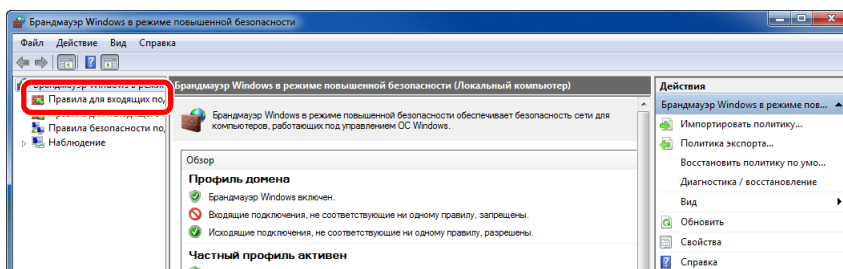 Брандмауэр Windows в режиме повышенной безопасности
Файл Действие Вид Справка
Брандмауэр Windows в режи
Правила для входящих под
Правила безопасности по,
Наблюдение
Брандмауэр Windows в режиме повышенной безопасности (Локальный компьютер)
Брандмауэр Windows в режиме повышенной безопасности обеспечивает безопасность сети для
компьютеров, работающих под управлением ОС Windows.
Обзор
Профиль домена
Брандмауэр Windows включен.
Входящие подключения, не соответствующие ни одному правилу, запрещены.
Исходящие подключения, не соответствующие ни одному правилу, разрешены.
Частный профиль активен
Действия
Брандмауэр Windows в режиме пов...
Импортировать политику...
Политика экспорта...
Восстановить политику по умо...
Диагностика / восстановление
Вид
Обновить
Свойства
Справка